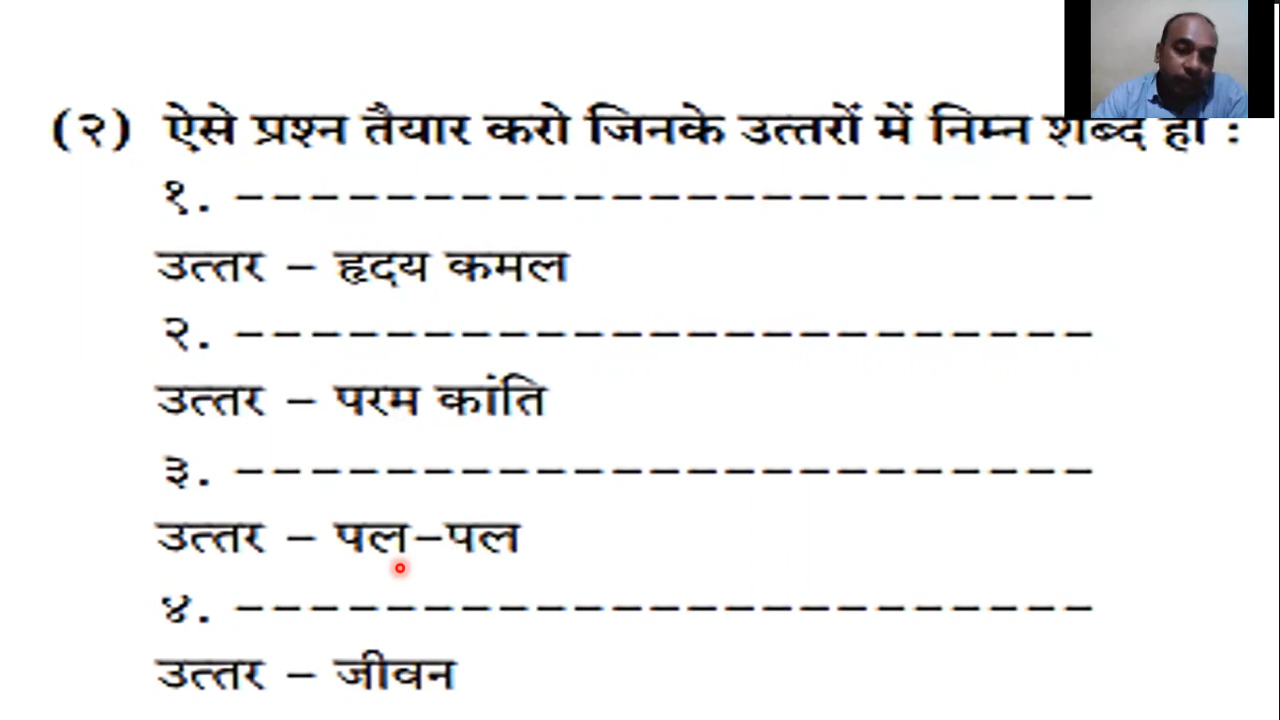 (२) ऐसे प्रश्न तैयार करो जिनके उत्तरों में निम्न शब्द हों :
१. -----------------------
उत्तर – हृदय कमल
२. -----------------------
उत्तर – परम कांति
३. -----------------------
उत्तर – पल-पल
४. -----------------------
उत्तर – जीवन